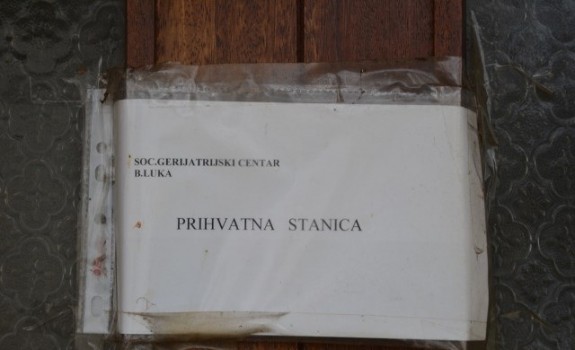 SOC.GERIJATRIJSKI CENTAR
B.LUKA
PRIHVATNA STANICA